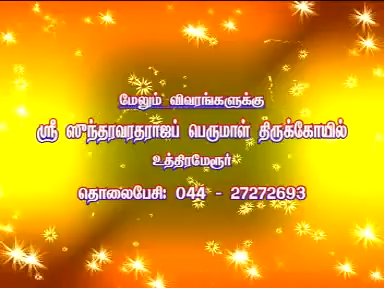 மேலும் விவரங்களுக்கு
ஸ்ரீ ஸுந்தரவரதராஜப் பெருமாள் திருக்கோயில்
உத்திரமேரூர்
தொலைபேசி: 044 - 27272693